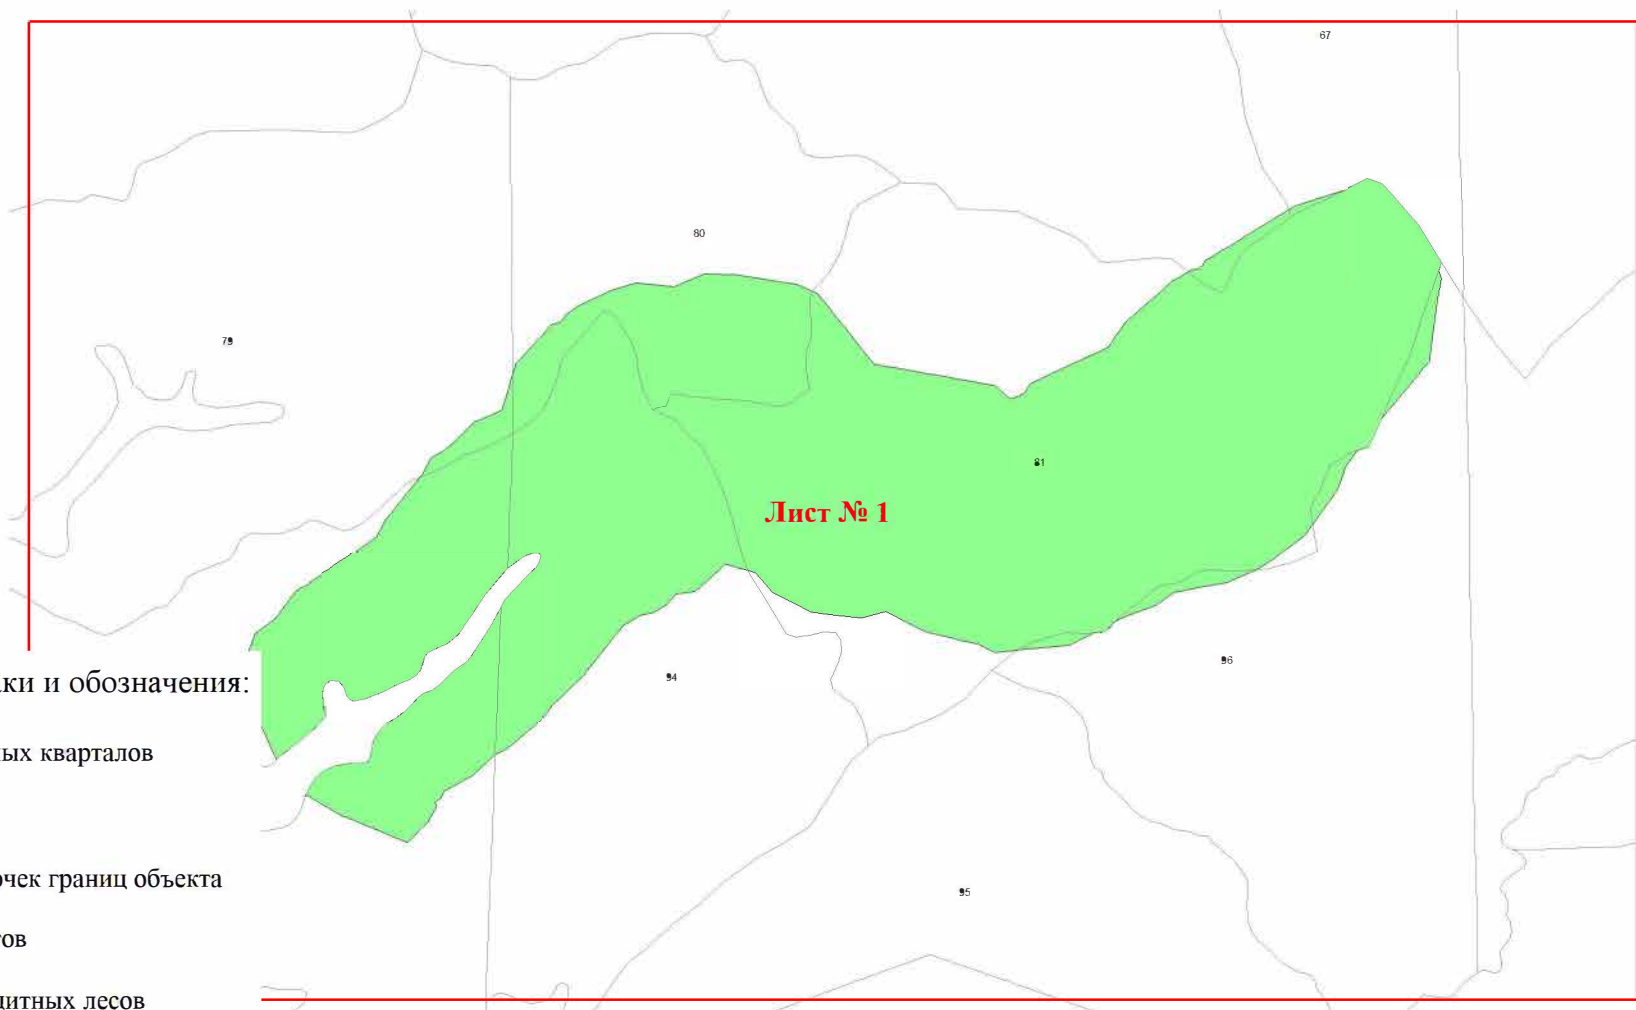 67
80
79
81
Лист № 1
96
94
ки и обозначения:
ых кварталов
очек границ объекта
95
ов
щитных лесов